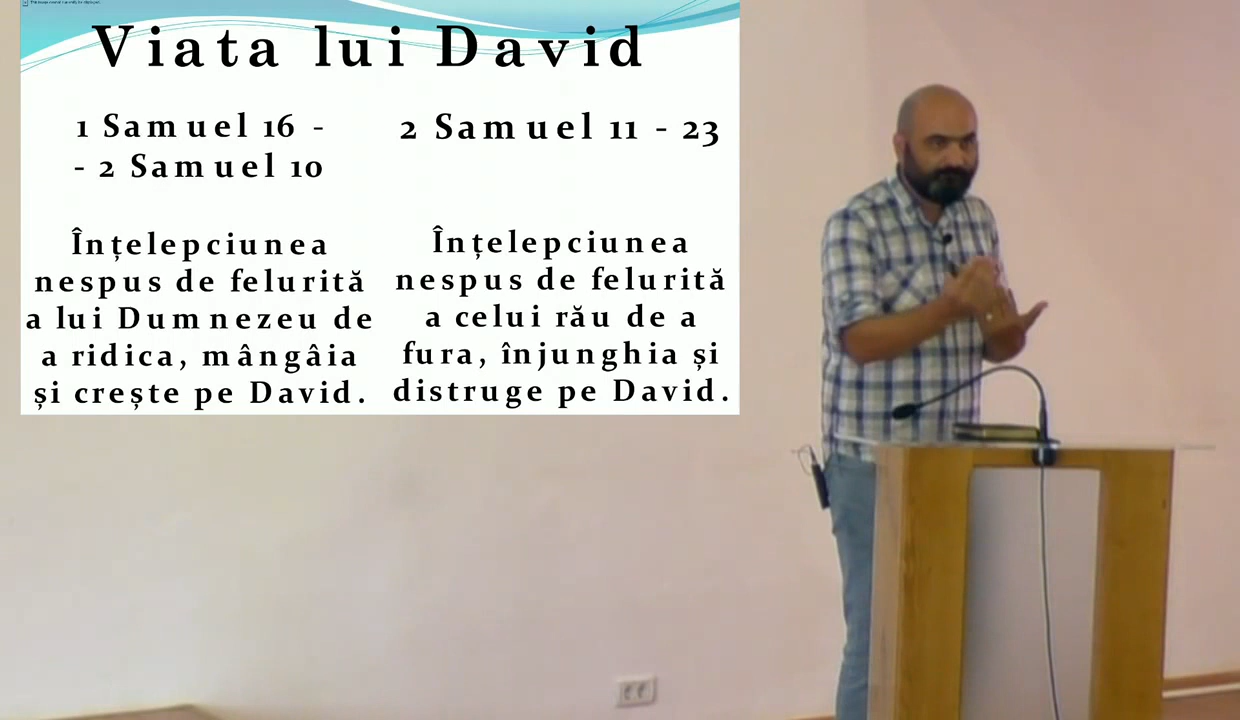 Viata lui David
1 Samuel 16 -
- 2 Samuel 10
Înțelepciunea
nespus de felurită
a lui Dumnezeu de
a ridica, mângâia
și crește pe David.
2 Samuel 11 - 23
Înțelepciunea
nespus de felurită
a celui rău de a
fura, înjunghia și
distruge pe David.